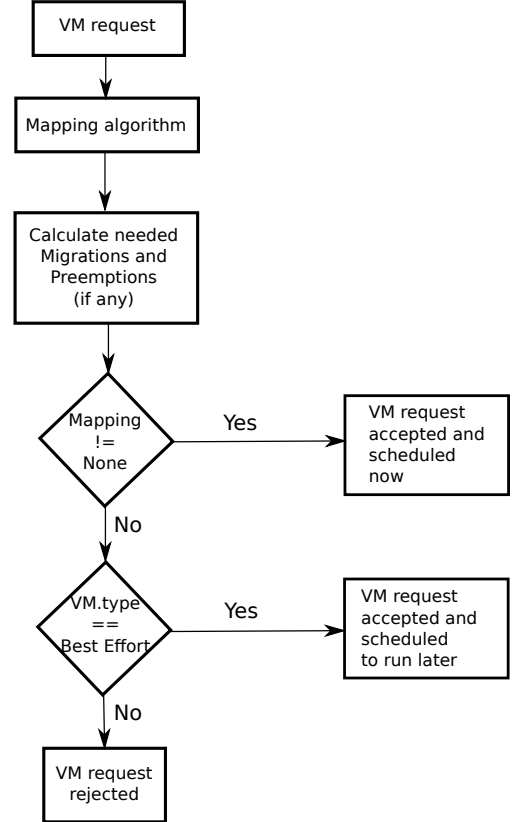 VM request
Mapping algorithm
Calculate needed
Migrations and
Preemptions
(if any)
Mapping
!=
None
Yes
VM request
accepted and
scheduled
now
No
VM.type
==
Best Effort
Yes
VM request
accepted and
scheduled
to run later
No
VM request
rejected